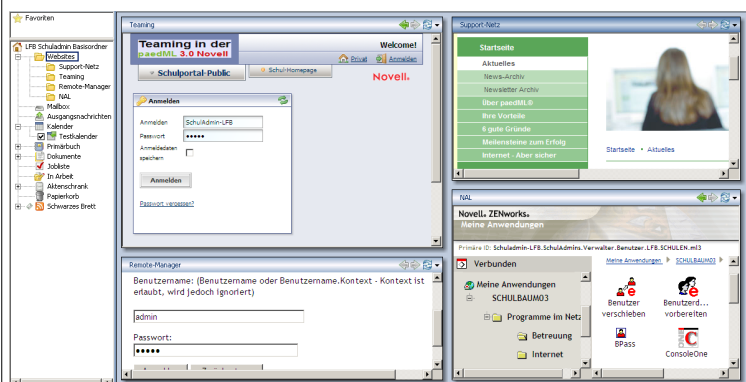 Favoriten
LFB Schuladmin Basisordner
Websites
Support-Netz
Teaming
Remote-Manager
NAL
Mailbox
Ausgangsnachrichten
Kalender
Testkalender
Primärbuch
Dokumente
Jobliste
In Arbeit
Aktenschrank
Papierkorb
Schwarzes Brett
Teaming
Teaming in der
paedML 3.0 Novell
Welcome!
Privat Anmelden
Schulportal-Public
Schul-Homepage
Novell.
Anmelden
Anmelden SchulAdmin-LFB
Passwort •••••
Anmeldedaten
speichern
Anmelden
Passwort vergessen?
Remote-Manager
Benutzername: (Benutzername oder Benutzername.Kontext - Kontext ist
erlaubt, wird jedoch ignoriert)
admin
Passwort:
•••••
Support-Netz
Startseite
Aktuelles
News-Archiv
Newsletter Archiv
Über paedML®
Ihre Vorteile
6 gute Gründe
Meilensteine zum Erfolg
Internet - Aber sicher
Startseite • Aktuelles
NAL
Novell. ZENworks.
Meine Anwendungen
Primäre ID: Schuladmin-LFB.SchulAdmins.Verwalter.Benutzer.LFB.SCHULEN.ml3
Verbunden
Meine Anwendungen SCHULBAUM03
Meine Anwendungen
SCHULBAUM03
Programme im Netz
Betreuung
Internet
Benutzer
verschieben
Benutzerd...
vorbereiten
BPass
ConsoleOne